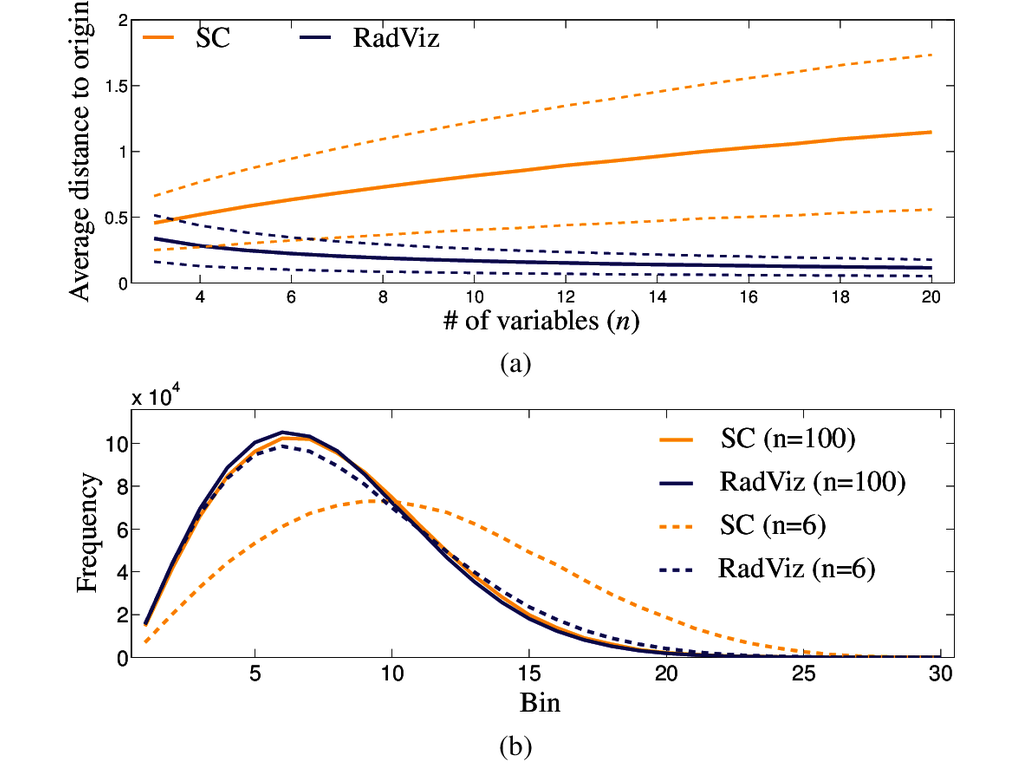 2
SC
RadViz
1.5
1
0.5
0
Average distance to origin
4 6 8 10 12 14 16 18 20
# of variables (n)
(a)
x 10^4
10
8
6
4
2
0
Frequency
SC (n=100)
RadViz (n=100)
SC (n=6)
RadViz (n=6)
5 10 15 20 25 30
Bin
(b)